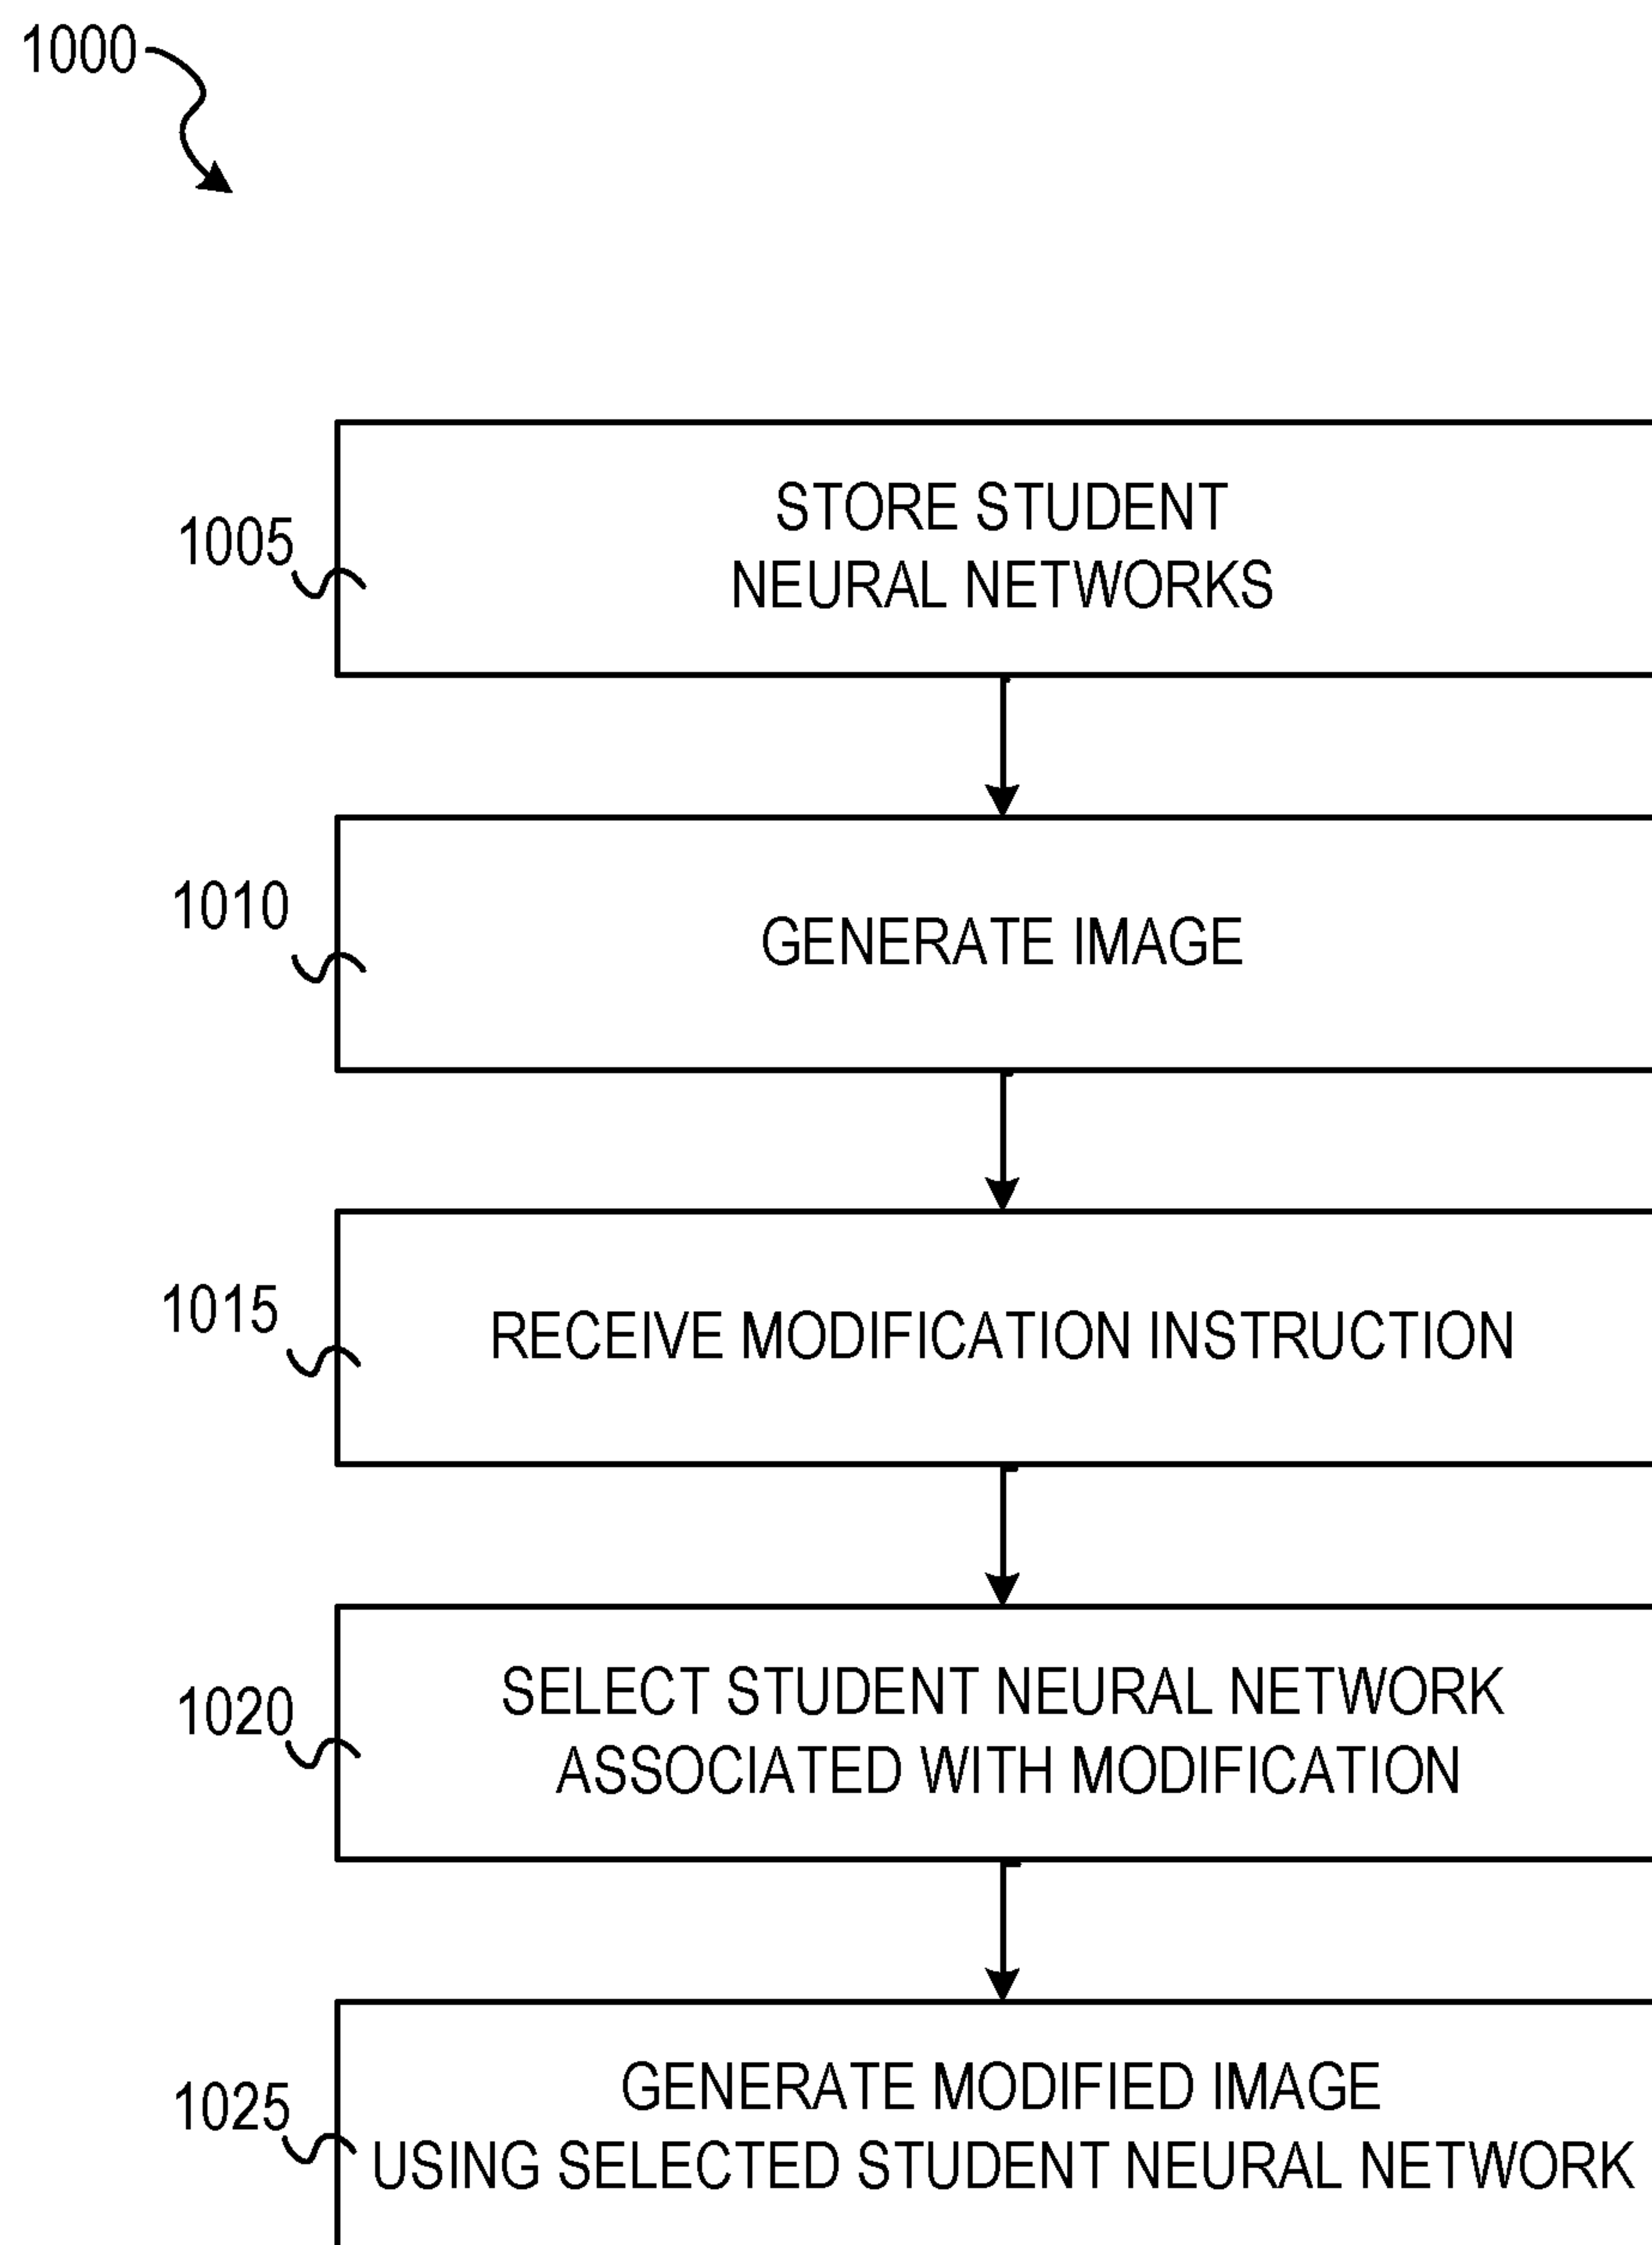 1000
1005
STORE STUDENT
NEURAL NETWORKS
1010
GENERATE IMAGE
1015
RECEIVE MODIFICATION INSTRUCTION
1020
SELECT STUDENT NEURAL NETWORK
ASSOCIATED WITH MODIFICATION
1025
GENERATE MODIFIED IMAGE
USING SELECTED STUDENT NEURAL NETWORK